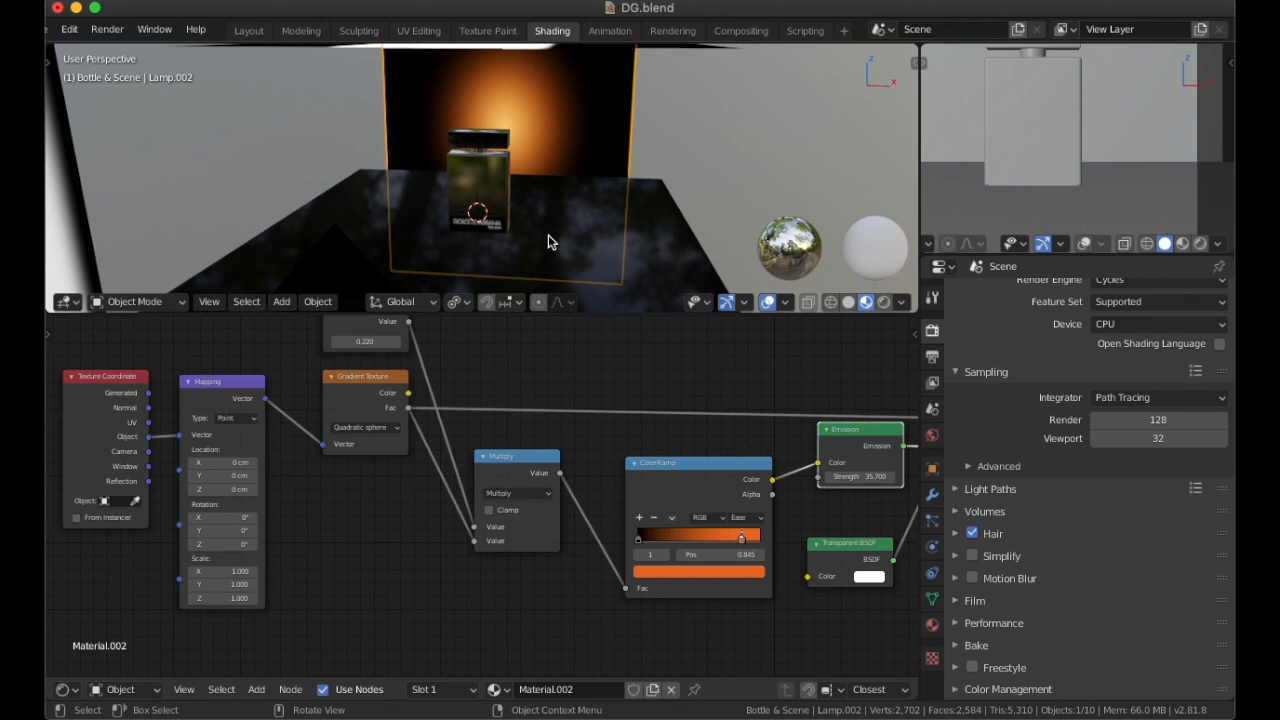 DG.blend
Edit Render Window Help Layout Modeling Sculpting UV Editing Texture Paint Shading Animation Rendering Compositing Scripting + Scene View Layer
User Perspective
(1) Bottle & Scene | Lamp.002
Z
X
Z
X
Object Mode View Select Add Object Global
Scene
Render Engine Cycles
Feature Set Supported
Device CPU
Open Shading Language
Sampling
Integrator Path Tracing
Render 128
Viewport 32
Advanced
Light Paths
Volumes
Hair
Simplify
Motion Blur
Film
Performance
Bake
Freestyle
Color Management
Value
0.220
Texture Coordinate
Generated
Normal
UV
Object
Camera
Window
Reflection
Object:
From Instancer
Mapping
Vector
Type: Point
Vector
Location:
X 0 cm
Y 0 cm
Z 0 cm
Rotation:
X 0°
Y 0°
Z 0°
Scale:
X 1.000
Y 1.000
Z 1.000
Gradient Texture
Color
Fac
Quadratic sphere
Vector
Multiply
Value
Multiply
Clamp
Value
Value
ColorRamp
Color
Alpha
+ − RGB Ease
1 Pos 0.845
Fac
Emission
Emission
Color
Strength 35.700
Transparent BSDF
BSDF
Color
Material.002
Object View Select Add Node Use Nodes Slot 1 Material.002 Closest
Select Box Select Rotate View Object Context Menu Bottle & Scene | Lamp.002 | Verts:2,702 | Faces:2,584 | Tris:5,310 | Objects:1/10 | Mem: 66.0 MB | v2.81.8